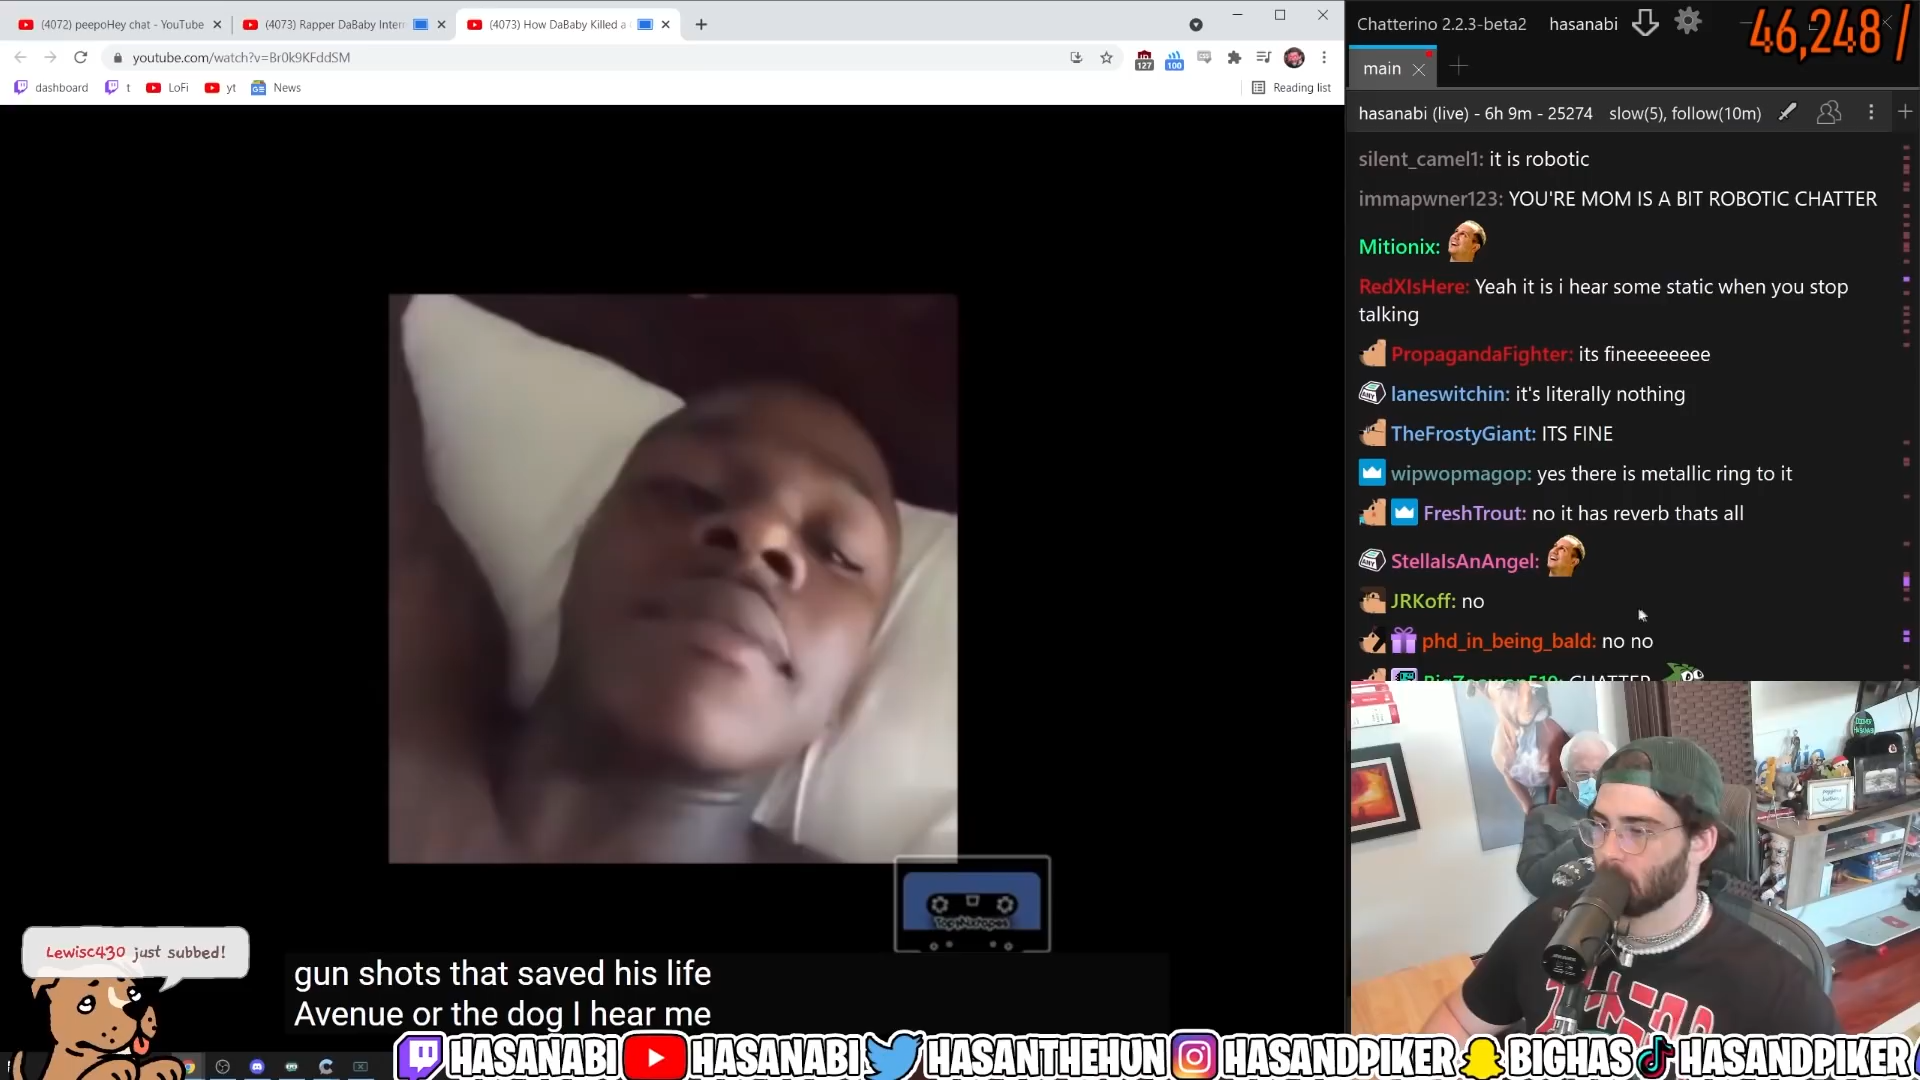 (4072) peepoHey chat - YouTube
(4073) Rapper DaBaby Inter
(4073) How DaBaby Killed a
youtube.com/watch?v=Br0k9KFddSM
127
100
dashboard
t
LoFi
yt
News
Reading list
gun shots that saved his life
Avenue or the dog I hear me
Lewisc430 just subbed!
Chatterino 2.2.3-beta2
hasanabi
46,248 /
main
hasanabi (live) - 6h 9m - 25274
slow(5), follow(10m)
silent_camel1: it is robotic
immapwner123: YOU'RE MOM IS A BIT ROBOTIC CHATTER
Mitionix:
RedXIsHere: Yeah it is i hear some static when you stop
talking
PropagandaFighter: its fineeeeeee
laneswitchin: it's literally nothing
TheFrostyGiant: ITS FINE
wipwopmagop: yes there is metallic ring to it
FreshTrout: no it has reverb thats all
StellaIsAnAngel:
JRKoff: no
phd_in_being_bald: no no
CHATTER
HASANABI
HASANABI
HASANTHEHUN
HASANDPIKER
BIGHAS
HASANDPIKER